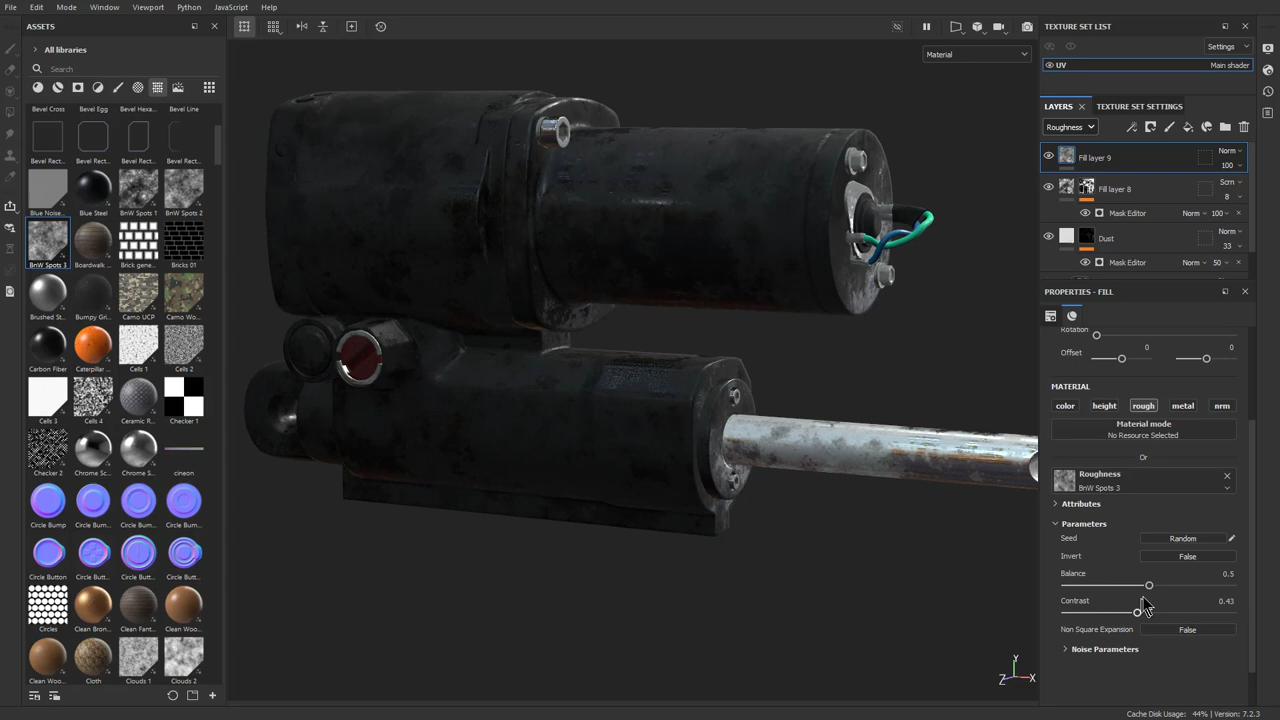 File Edit Mode Window Viewport Python JavaScript Help
ASSETS
All libraries
Search
Bevel Cross Bevel Egg Bevel Hexa... Bevel Line
Bevel Rect... Bevel Rect... Bevel Rect... Bevel Rect...
Blue Noise... Blue Steel BnW Spots 1 BnW Spots 2
BnW Spots 3 Boardwalk ... Brick gene... Bricks 01
Brushed St... Bumpy Gri... Camo UCP Camo Wo...
Carbon Fiber Caterpillar ... Cells 1 Cells 2
Cells 3 Cells 4 Ceramic R... Checker 1
Checker 2 Chrome Sc... Chrome S... cineon
Circle Bump Circle Bum... Circle Bum... Circle Bum...
Circle Button Circle Butt... Circle Butt... Circle Butt...
Circles Clean Bron... Clean Fant... Clean Woo...
Clean Woo... Cloth Clouds 1 Clouds 2
Material
Y
Z X
TEXTURE SET LIST
Settings
UV Main shader
LAYERS TEXTURE SET SETTINGS
Roughness
Fill layer 9 Norm
100
Fill layer 8 Scrn
8
Mask Editor Norm 100
Dust Norm
33
Mask Editor Norm 50
PROPERTIES - FILL
Rotation
0 0
Offset
MATERIAL
color height rough metal nrm
Material mode
No Resource Selected
Or
Roughness
BnW Spots 3
Attributes
Parameters
Seed Random
Invert False
Balance 0.5
Contrast 0.43
Non Square Expansion False
Noise Parameters
Cache Disk Usage: 44% | Version: 7.2.3